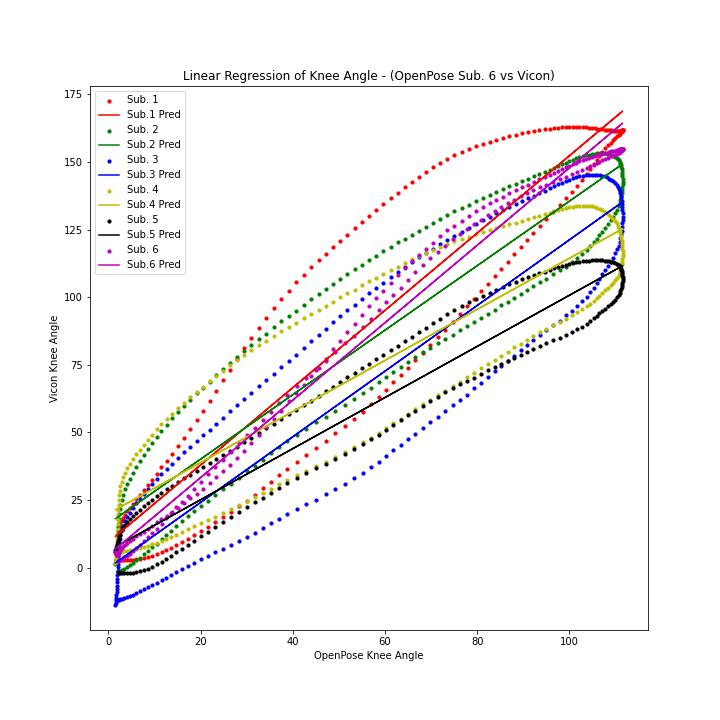 Linear Regression of Knee Angle - (OpenPose Sub. 6 vs Vicon)
175
150
125
100
75
50
25
0
Vicon Knee Angle
Sub. 1
Sub.1 Pred
Sub. 2
Sub.2 Pred
Sub. 3
Sub.3 Pred
Sub. 4
Sub.4 Pred
Sub. 5
Sub.5 Pred
Sub. 6
Sub.6 Pred
0 20 40 60 80 100
OpenPose Knee Angle